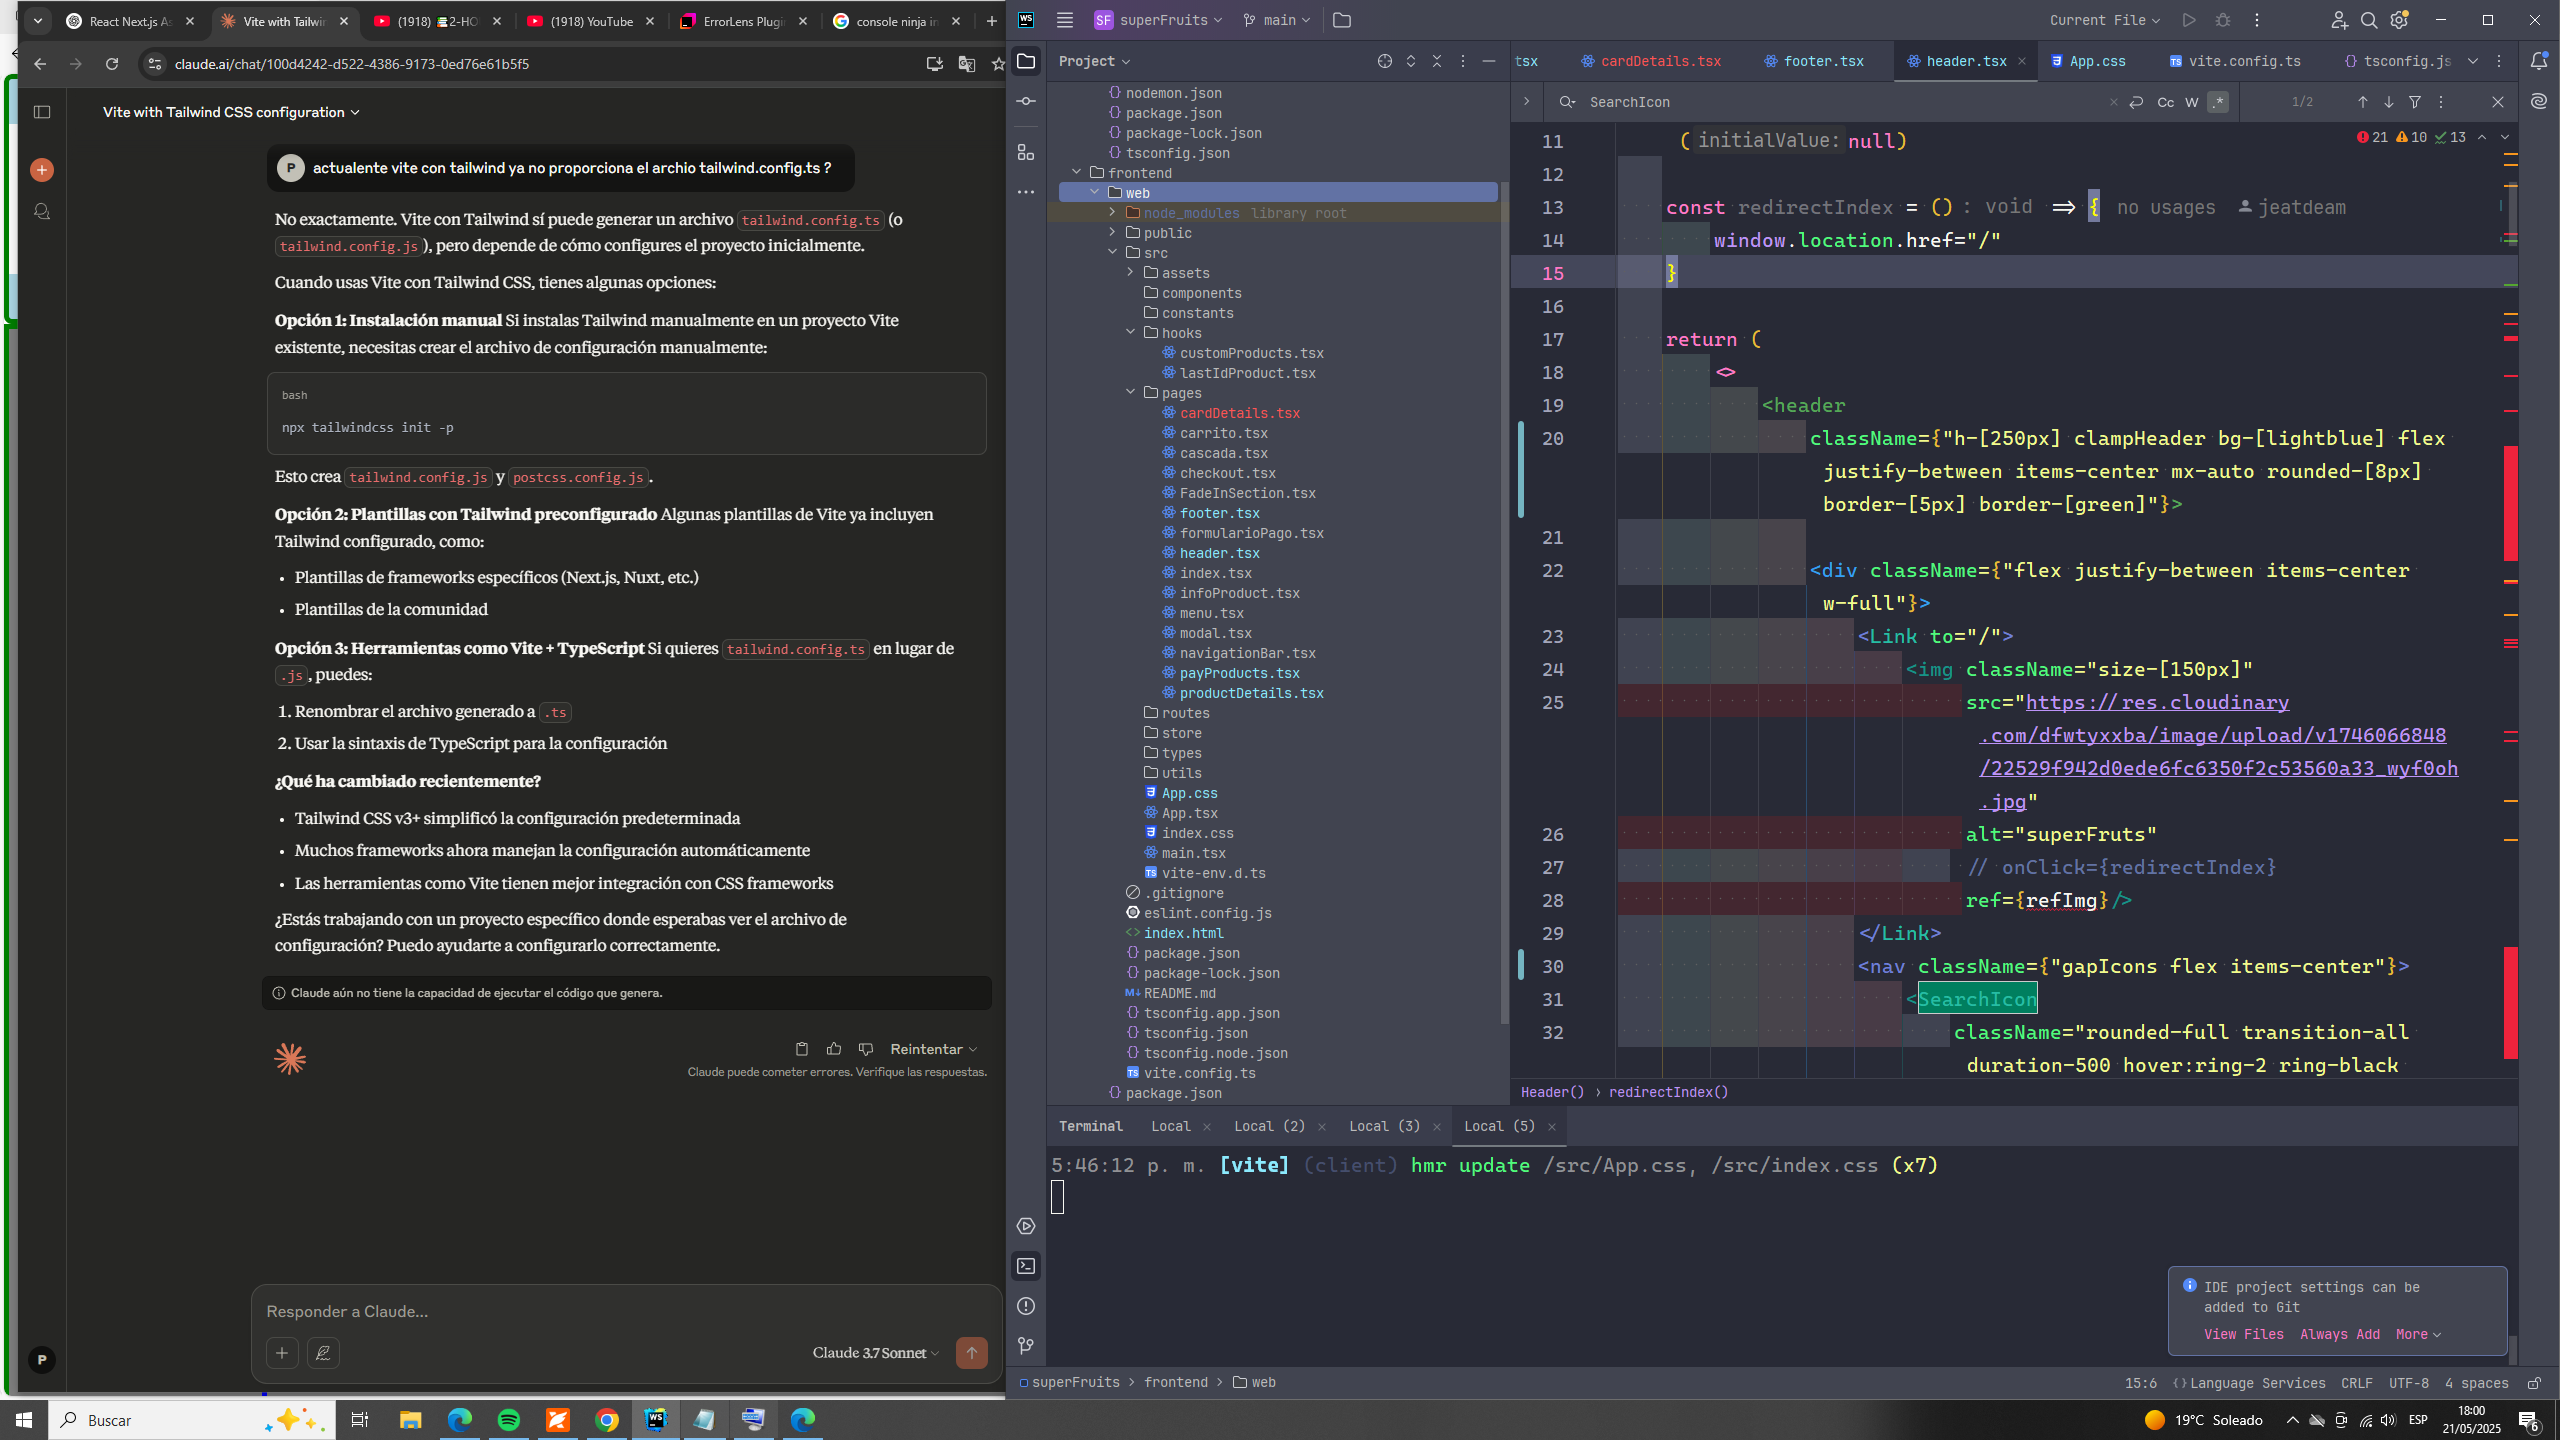 React Next.js As
Vite with Tailwin
(1918) 2-HO
(1918) YouTube
ErrorLens Plugi
console ninja in
claude.ai/chat/100d4242-d522-4386-9173-0ed76e61b5f5
Vite with Tailwind CSS configuration
P
actualente vite con tailwind ya no proporciona el archio tailwind.config.ts ?
No exactamente. Vite con Tailwind sí puede generar un archivo tailwind.config.ts (o
tailwind.config.js), pero depende de cómo configures el proyecto inicialmente.
Cuando usas Vite con Tailwind CSS, tienes algunas opciones:
Opción 1: Instalación manual Si instalas Tailwind manualmente en un proyecto Vite
existente, necesitas crear el archivo de configuración manualmente:
bash
npx tailwindcss init -p
Esto crea tailwind.config.js y postcss.config.js.
Opción 2: Plantillas con Tailwind preconfigurado Algunas plantillas de Vite ya incluyen
Tailwind configurado, como:
• Plantillas de frameworks específicos (Next.js, Nuxt, etc.)
• Plantillas de la comunidad
Opción 3: Herramientas como Vite + TypeScript Si quieres tailwind.config.ts en lugar de
.js, puedes:
1. Renombrar el archivo generado a .ts
2. Usar la sintaxis de TypeScript para la configuración
¿Qué ha cambiado recientemente?
• Tailwind CSS v3+ simplificó la configuración predeterminada
• Muchos frameworks ahora manejan la configuración automáticamente
• Las herramientas como Vite tienen mejor integración con CSS frameworks
¿Estás trabajando con un proyecto específico donde esperabas ver el archivo de
configuración? Puedo ayudarte a configurarlo correctamente.
Claude aún no tiene la capacidad de ejecutar el código que genera.
Reintentar
Claude puede cometer errores. Verifique las respuestas.
Responder a Claude...
Claude 3.7 Sonnet
P
WS
SF superFruits
main
Current File
Project
nodemon.json
package.json
package-lock.json
tsconfig.json
frontend
web
node_modules library root
public
src
assets
components
constants
hooks
customProducts.tsx
lastIdProduct.tsx
pages
cardDetails.tsx
carrito.tsx
cascada.tsx
checkout.tsx
FadeInSection.tsx
footer.tsx
formularioPago.tsx
header.tsx
index.tsx
infoProduct.tsx
menu.tsx
modal.tsx
navigationBar.tsx
payProducts.tsx
productDetails.tsx
routes
store
types
utils
App.css
App.tsx
index.css
main.tsx
vite-env.d.ts
.gitignore
eslint.config.js
index.html
package.json
package-lock.json
README.md
tsconfig.app.json
tsconfig.json
tsconfig.node.json
vite.config.ts
package.json
tsx
cardDetails.tsx
footer.tsx
header.tsx
App.css
vite.config.ts
tsconfig.js
SearchIcon
Cc
W
.*
1/2
21 10 13
11 (initialValue: null)
12
13 const redirectIndex = () : void => { no usages jeatdeam
14 window.location.href="/"
15 }
16
17 return (
18 <>
19 <header
20 className={"h-[250px] clampHeader bg-[lightblue] flex
justify-between items-center mx-auto rounded-[8px]
border-[5px] border-[green]"}>
21
22 <div className={"flex justify-between items-center
w-full"}>
23 <Link to="/">
24 <img className="size-[150px]"
25 src="https://res.cloudinary
.com/dfwtyxxba/image/upload/v1746066848
/22529f942d0ede6fc6350f2c53560a33_wyf0oh
.jpg"
26 alt="superFruts"
27 // onClick={redirectIndex}
28 ref={refImg}/>
29 </Link>
30 <nav className={"gapIcons flex items-center"}>
31 <SearchIcon
32 className="rounded-full transition-all
duration-500 hover:ring-2 ring-black
Header() › redirectIndex()
Terminal
Local
Local (2)
Local (3)
Local (5)
5:46:12 p. m. [vite] (client) hmr update /src/App.css, /src/index.css (x7)
IDE project settings can be
added to Git
View Files
Always Add
More
superFruits › frontend › web
15:6
Language Services
CRLF
UTF-8
4 spaces
Buscar
19°C Soleado
ESP
18:00
21/05/2025
6